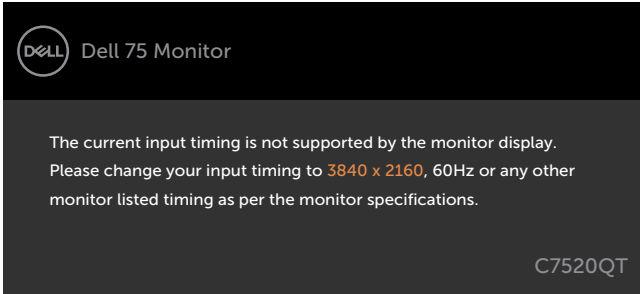 DELL Dell 75 Monitor
The current input timing is not supported by the monitor display.
Please change your input timing to 3840 x 2160, 60Hz or any other
monitor listed timing as per the monitor specifications.
C7520QT